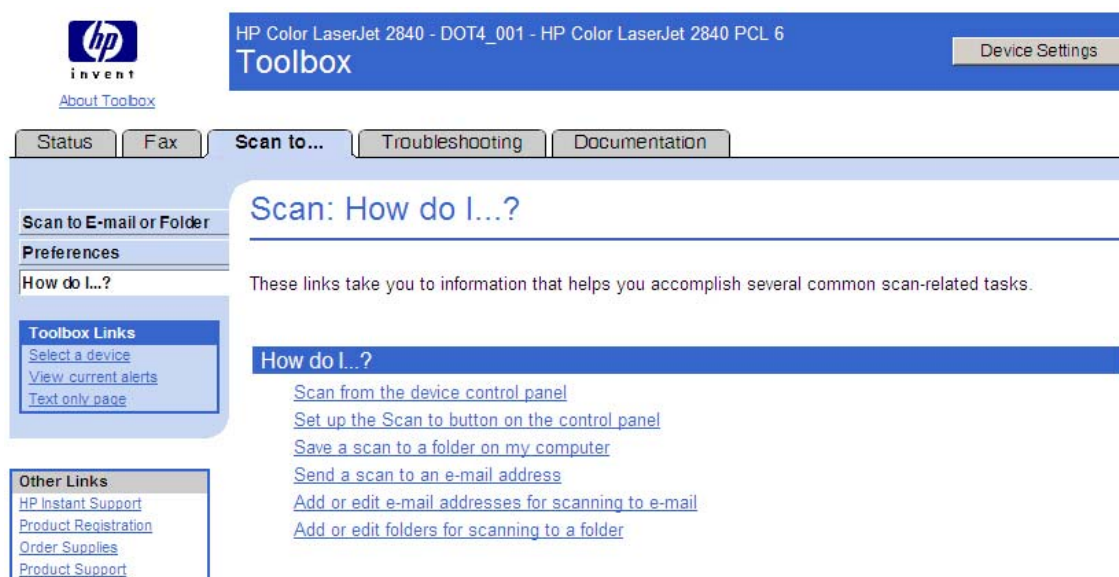 hp
invent
About Toolbox
HP Color LaserJet 2840 - DOT4_001 - HP Color LaserJet 2840 PCL 6
Toolbox
Device Settings
Status
Fax
Scan to...
Troubleshooting
Documentation
Scan to E-mail or Folder
Preferences
How do I...?
Toolbox Links
Select a device
View current alerts
Text only page
Other Links
HP Instant Support
Product Registration
Order Supplies
Product Support
Scan: How do I...?
These links take you to information that helps you accomplish several common scan-related tasks.
How do I...?
Scan from the device control panel
Set up the Scan to button on the control panel
Save a scan to a folder on my computer
Send a scan to an e-mail address
Add or edit e-mail addresses for scanning to e-mail
Add or edit folders for scanning to a folder